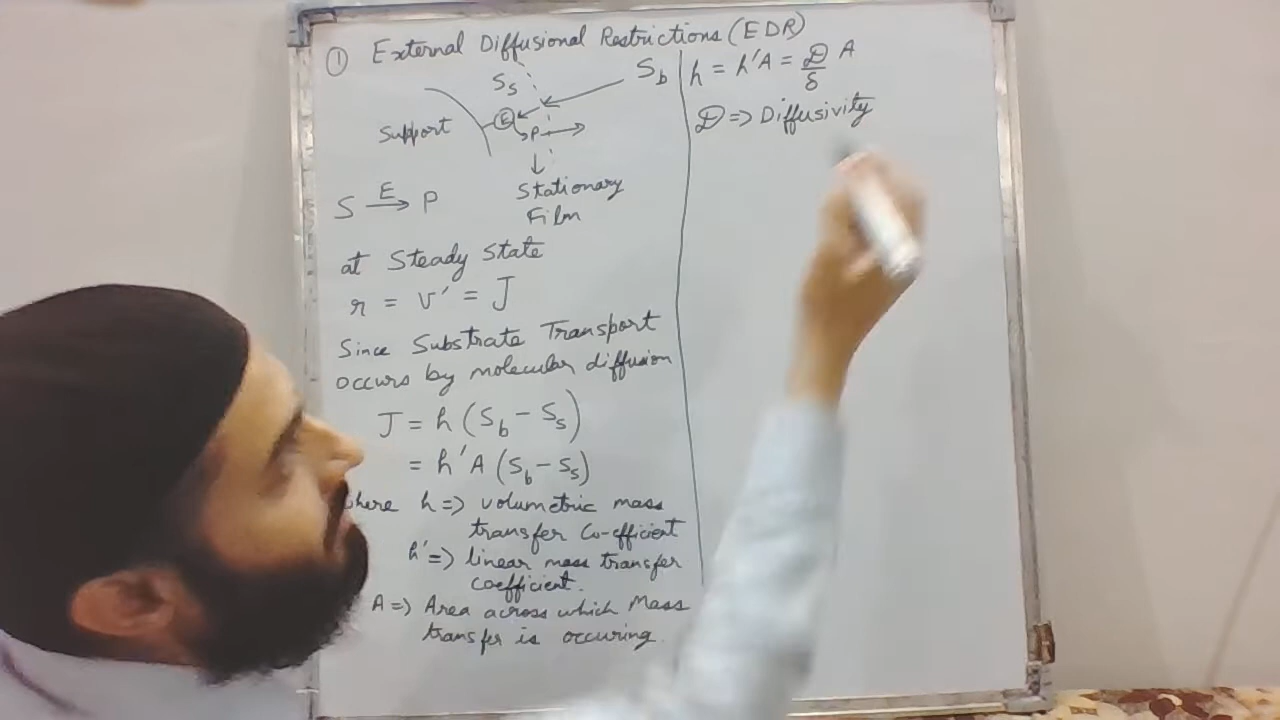 ① External Diffusional Restrictions (EDR)
Ss
Sb
Support
E
P
S E→ P
Stationary
Film
at Steady State
r = v' = J
Since Substrate Transport
occurs by molecular diffusion
J = h (Sb - Ss)
= h'A (Sb - Ss)
here h => volumetric mass
transfer Co-efficient
h' => linear mass transfer
coefficient.
A => Area across which Mass
transfer is occuring.
h = h'A = D/δ A
D => Diffusivity